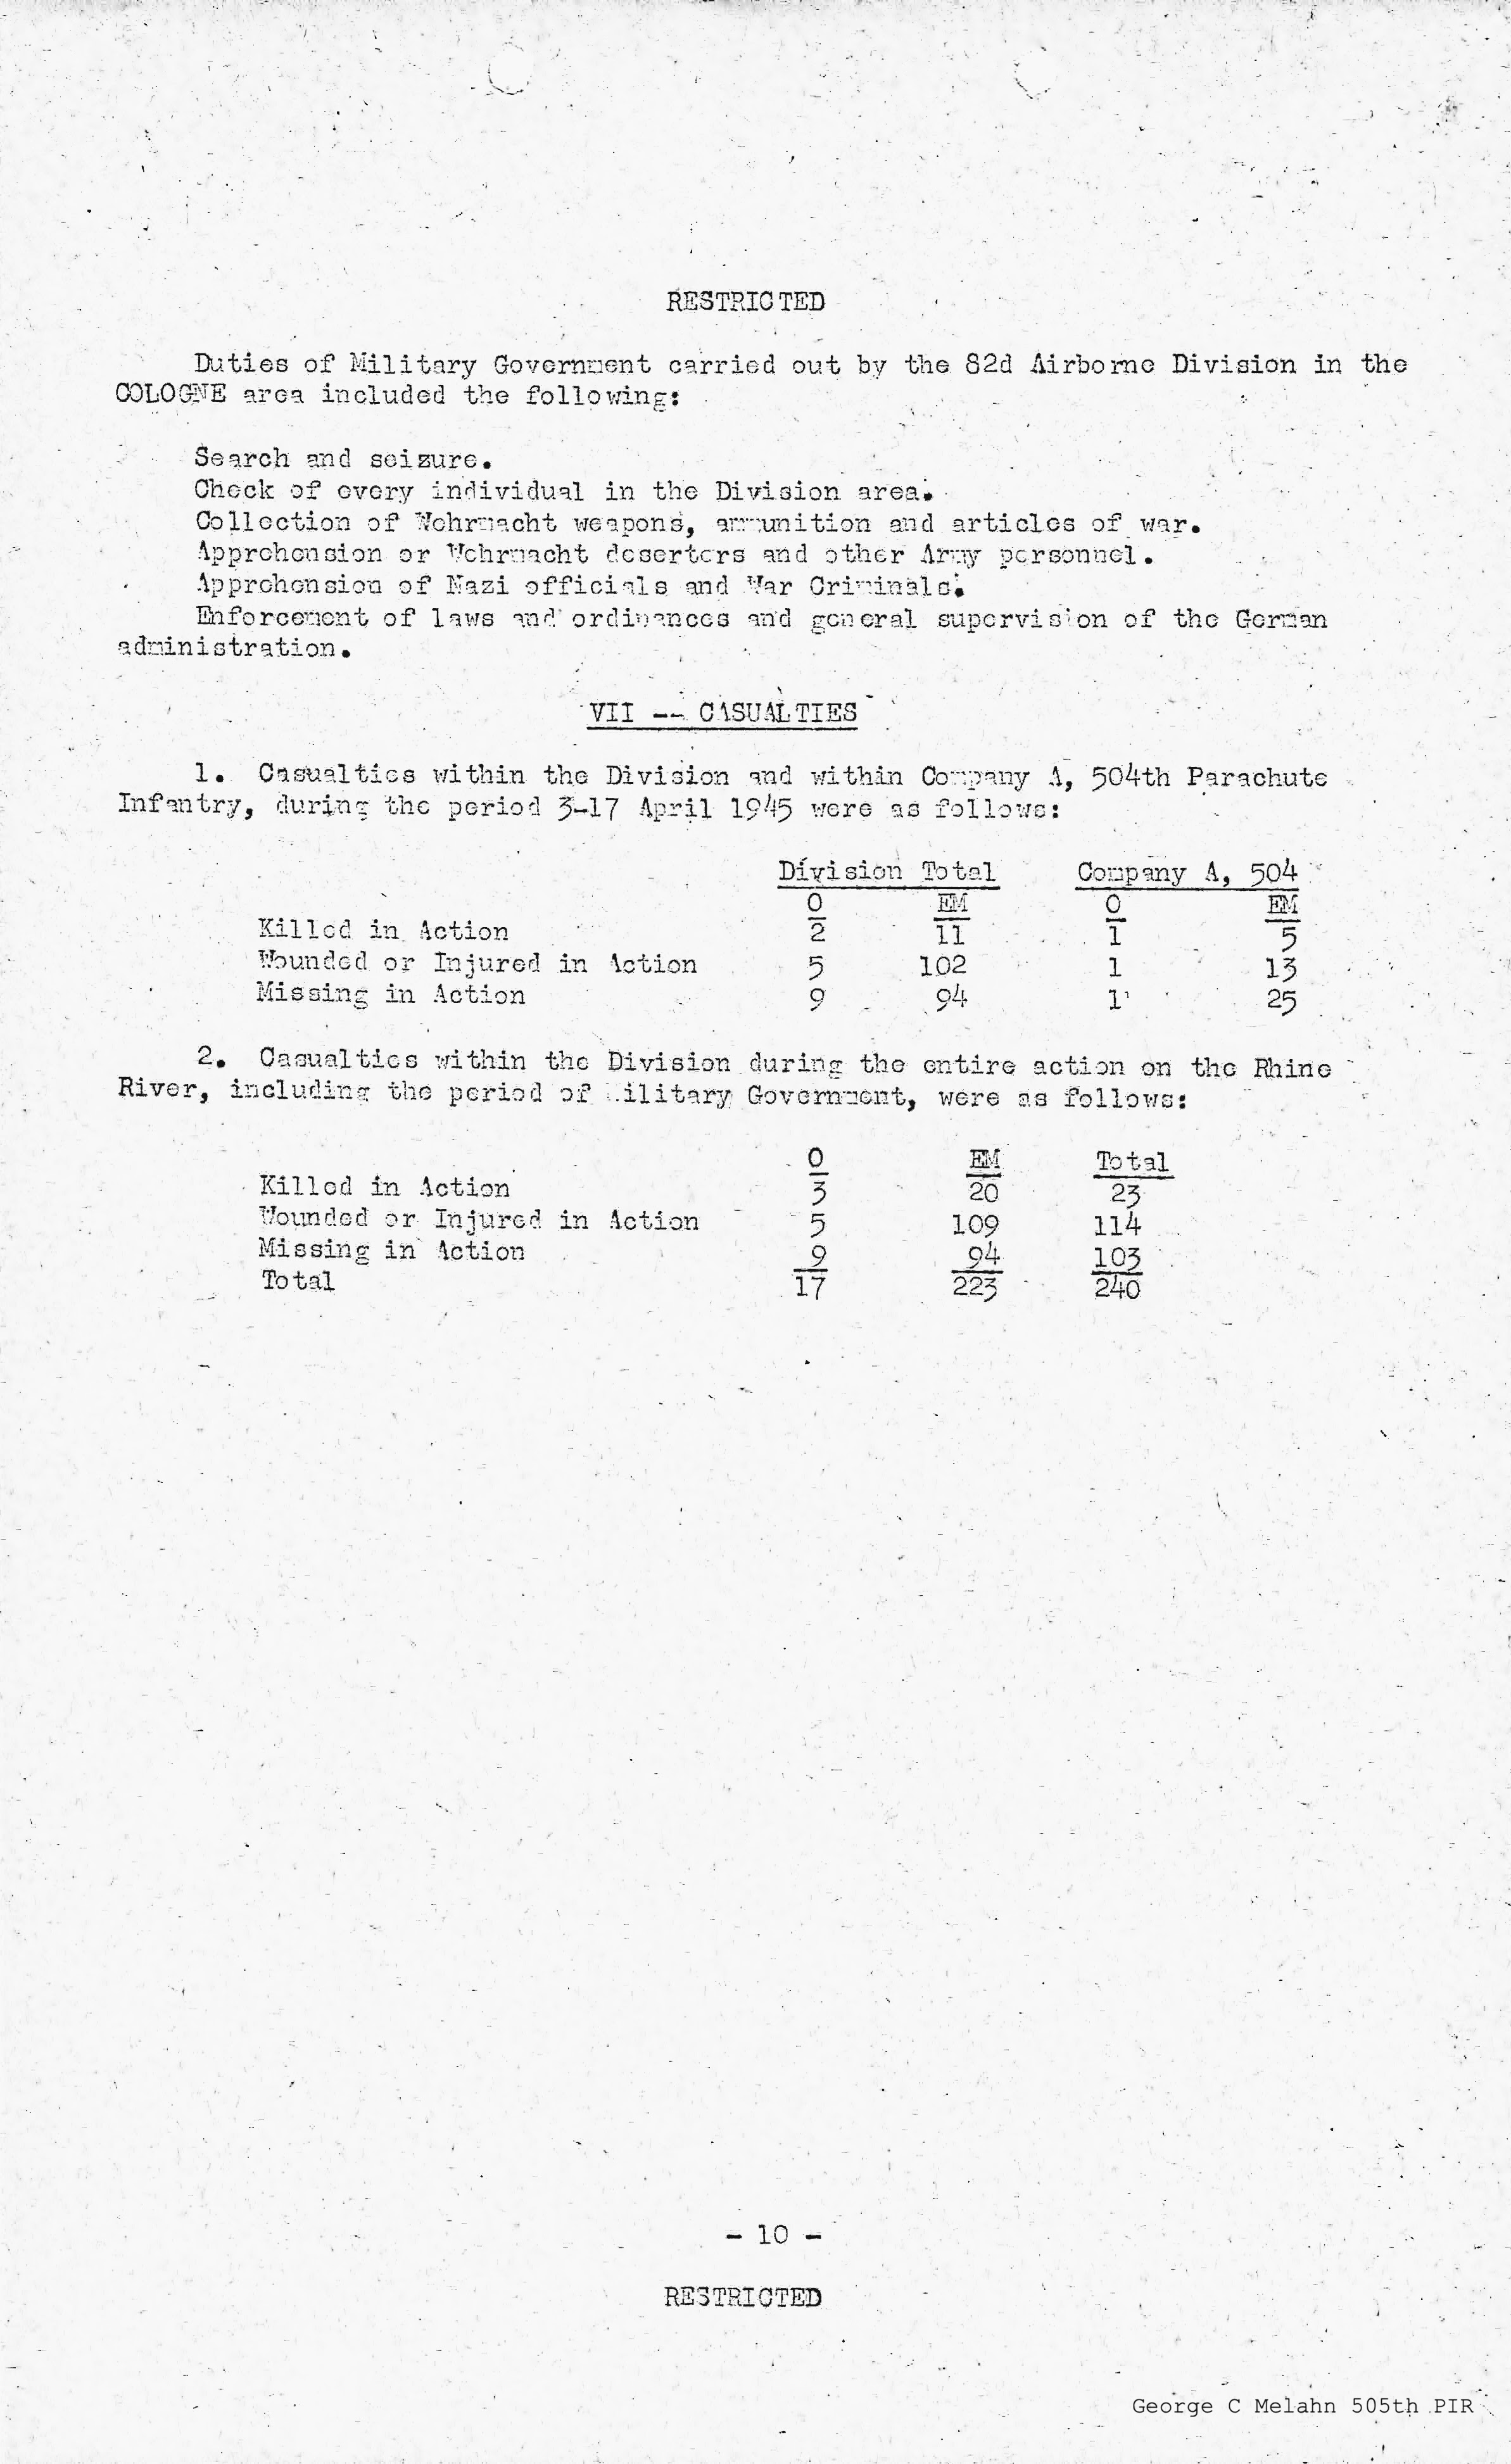 RESTRICTED
Duties of Military Government carried out by the 82d Airborne Division in the
COLOGNE area included the following:
Search and seizure.
Check of every individual in the Division area.
Collection of Wehrmacht weapons, ammunition and articles of war.
Apprehension or Wehrmacht deserters and other Army personnel.
Apprehension of Nazi officials and War Criminals.
Enforcement of laws and ordinances and general supervision of the German
administration.
VII -- CASUALTIES
1. Casualties within the Division and within Company A, 504th Parachute
Infantry, during the period 3-17 April 1945 were as follows:
Division Total Company A, 504
O EM O EM
Killed in Action 2 11 1 5
Wounded or Injured in Action 5 102 1 13
Missing in Action 9 94 1 25
2. Casualties within the Division during the entire action on the Rhine
River, including the period of Military Government, were as follows:
O EM Total
Killed in Action 3 20 23
Wounded or Injured in Action 5 109 114
Missing in Action 9 94 103
Total 17 223 240
- 10 -
RESTRICTED
George C Melahn 505th PIR